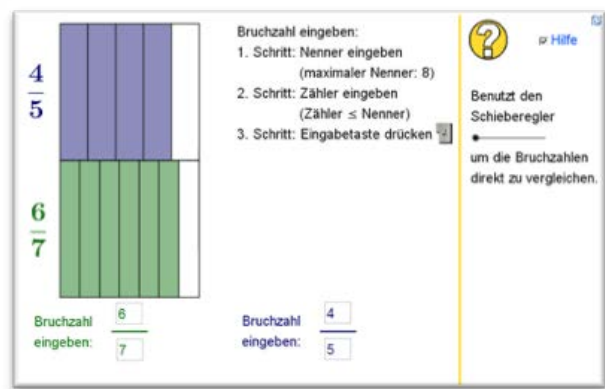 4
5
6
7
Bruchzahl eingeben:
1. Schritt: Nenner eingeben
(maximaler Nenner: 8)
2. Schritt: Zähler eingeben
(Zähler ≤ Nenner)
3. Schritt: Eingabetaste drücken
Bruchzahl
eingeben:
6
7
Bruchzahl
eingeben:
4
5
?
Hilfe
Benutzt den
Schieberegler
um die Bruchzahlen
direkt zu vergleichen.